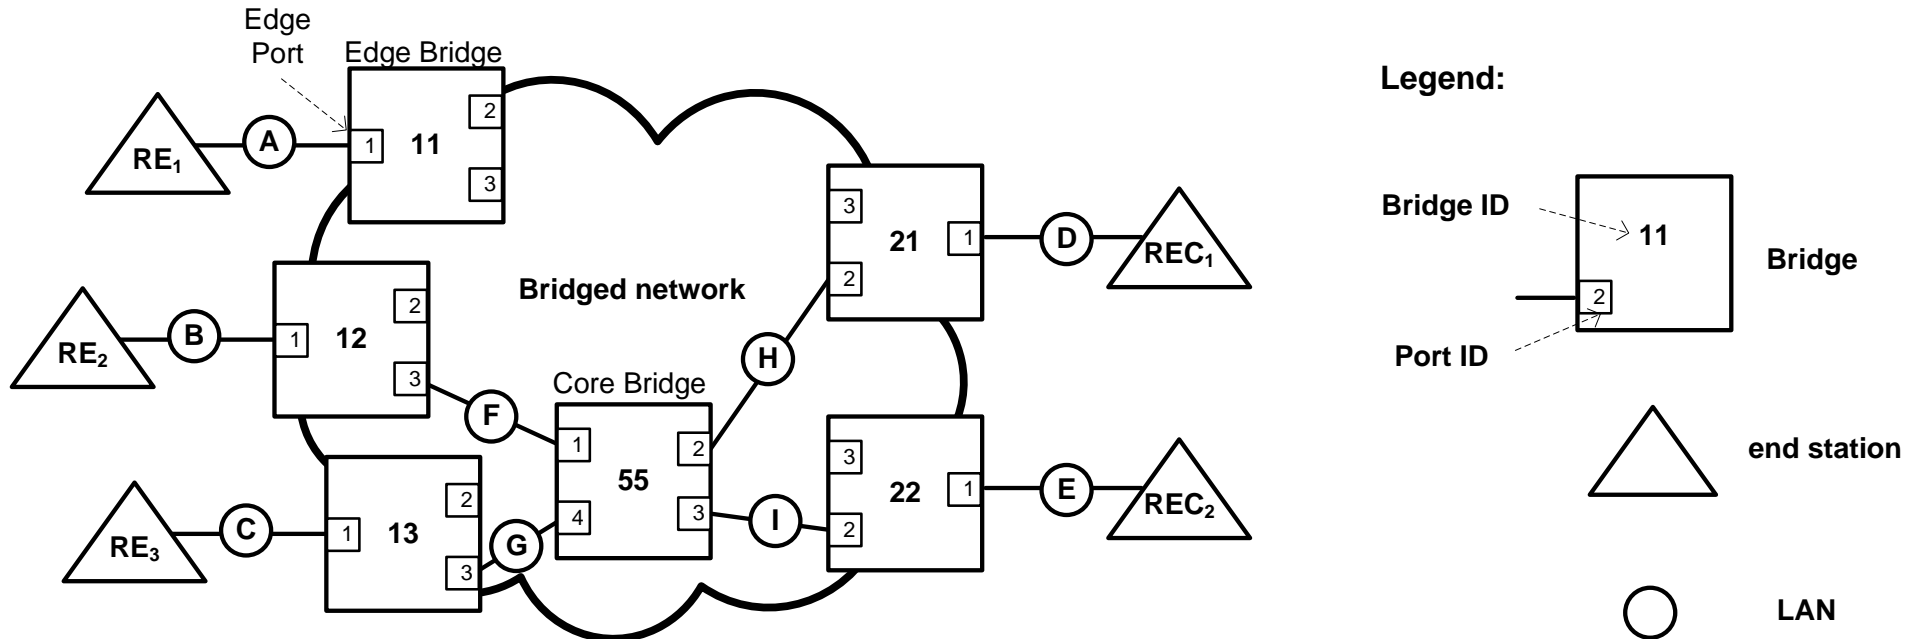 Edge
Port
Edge Bridge
2
1
11
3
A
RE1
Legend:
Bridge ID
11
Bridge
2
Port ID
3
21
1
2
D
REC1
Bridged network
2
1
12
3
B
RE2
H
Core Bridge
F
1
2
55
4
3
3
22
1
2
E
REC2
I
end station
2
1
13
3
C
RE3
G
LAN